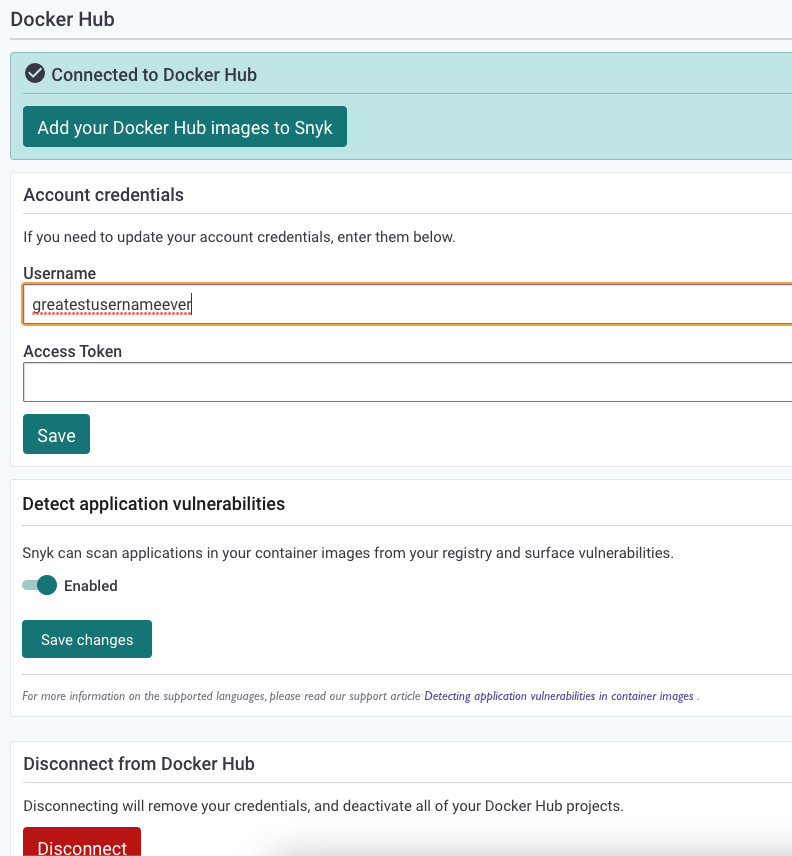 Docker Hub
Connected to Docker Hub
Add your Docker Hub images to Snyk
Account credentials
If you need to update your account credentials, enter them below.
Username
greatestusernameever
Access Token
Save
Detect application vulnerabilities
Snyk can scan applications in your container images from your registry and surface vulnerabilities.
Enabled
Save changes
For more information on the supported languages, please read our support article Detecting application vulnerabilities in container images .
Disconnect from Docker Hub
Disconnecting will remove your credentials, and deactivate all of your Docker Hub projects.
Disconnect